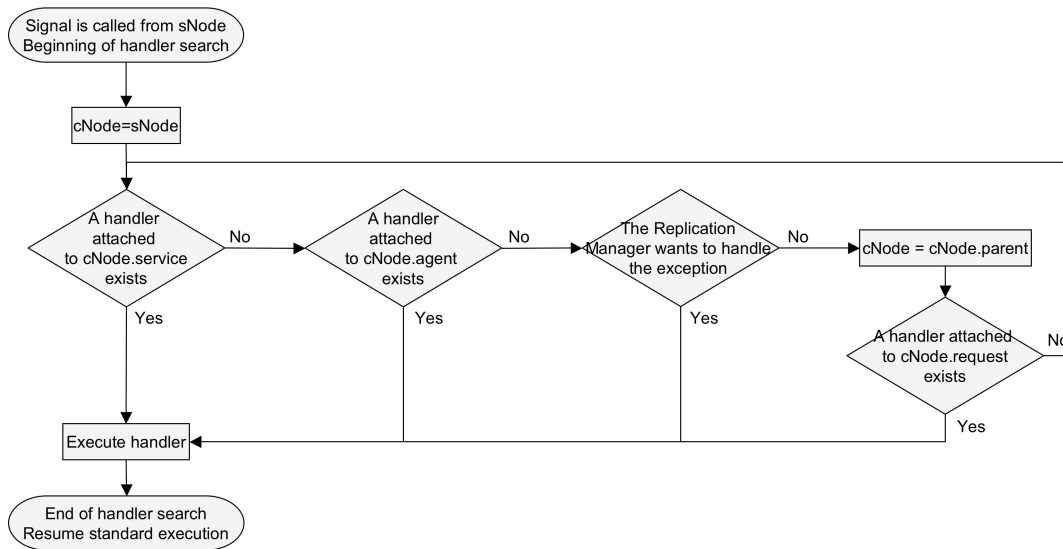 Signal is called from sNode
Beginning of handler search
cNode=sNode
A handler
attached
to cNode.service
exists
No
Yes
A handler
attached
to cNode.agent
exists
No
Yes
The Replication
Manager wants to handle
the exception
No
Yes
cNode = cNode.parent
A handler attached
to cNode.request
exists
No
Yes
Execute handler
End of handler search
Resume standard execution